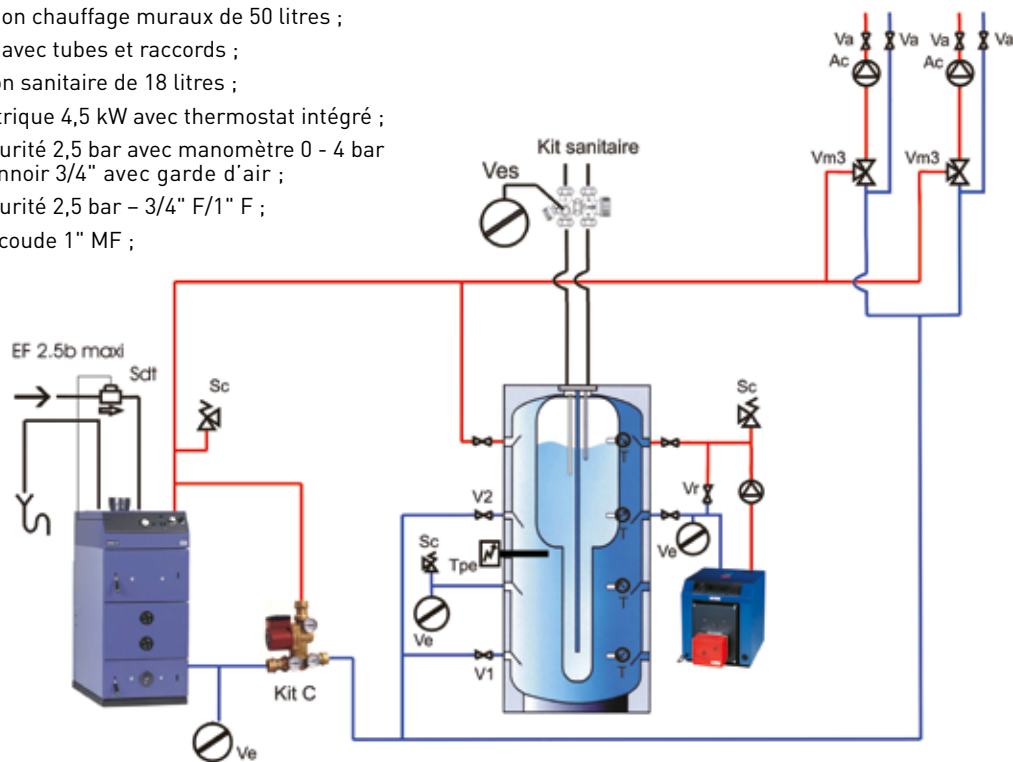 on chauffage muraux de 50 litres ;
avec tubes et raccords ;
on sanitaire de 18 litres ;
trique 4,5 kW avec thermostat intégré ;
urité 2,5 bar avec manomètre 0 - 4 bar
nnoir 3/4" avec garde d'air ;
urité 2,5 bar – 3/4" F/1" F ;
coude 1" MF ;
Va Va Va Va
Ac Ac
Kit sanitaire
Ves
Vm3 Vm3
EF 2.5b maxi
Sdt
Sc
Sc
T
V2
Vr
T
Sc
Tpe
Ve
T
Ve
V1
T
Kit C
Ve